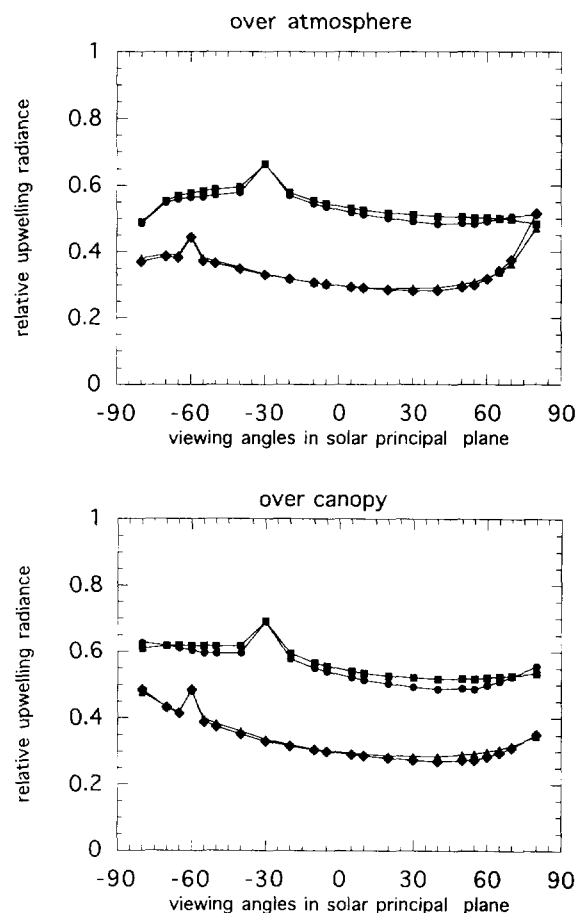 over atmosphere
1
0.8
0.6
0.4
0.2
0
relative upwelling radiance
-90 -60 -30 0 30 60 90
viewing angles in solar principal plane
over canopy
1
0.8
0.6
0.4
0.2
0
relative upwelling radiance
-90 -60 -30 0 30 60 90
viewing angles in solar principal plane